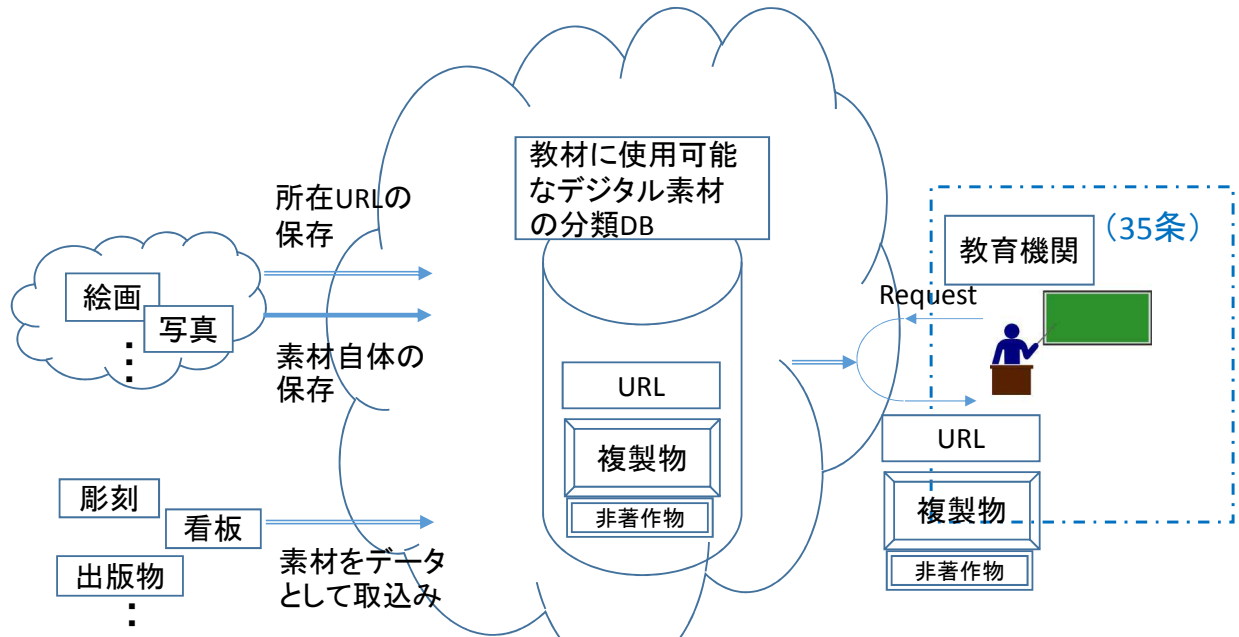 教材に使用可能
なデジタル素材
の分類DB
所在URLの
保存
絵画
写真
⋮
素材自体の
保存
彫刻
看板
出版物
⋮
素材をデータ
として取込み
URL
複製物
非著作物
(35条)
教育機関
Request
URL
複製物
非著作物